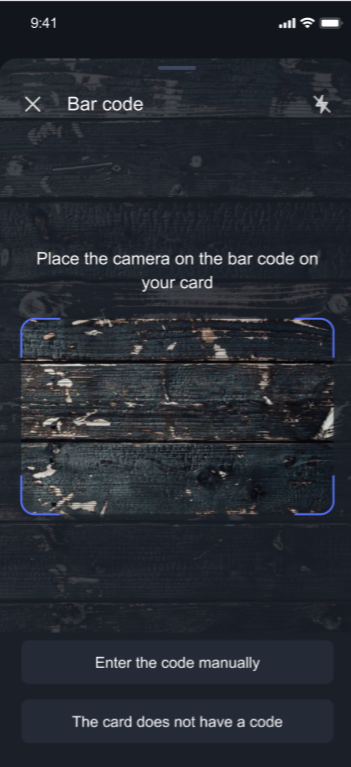 9:41
Bar code
Place the camera on the bar code on
your card
Enter the code manually
The card does not have a code